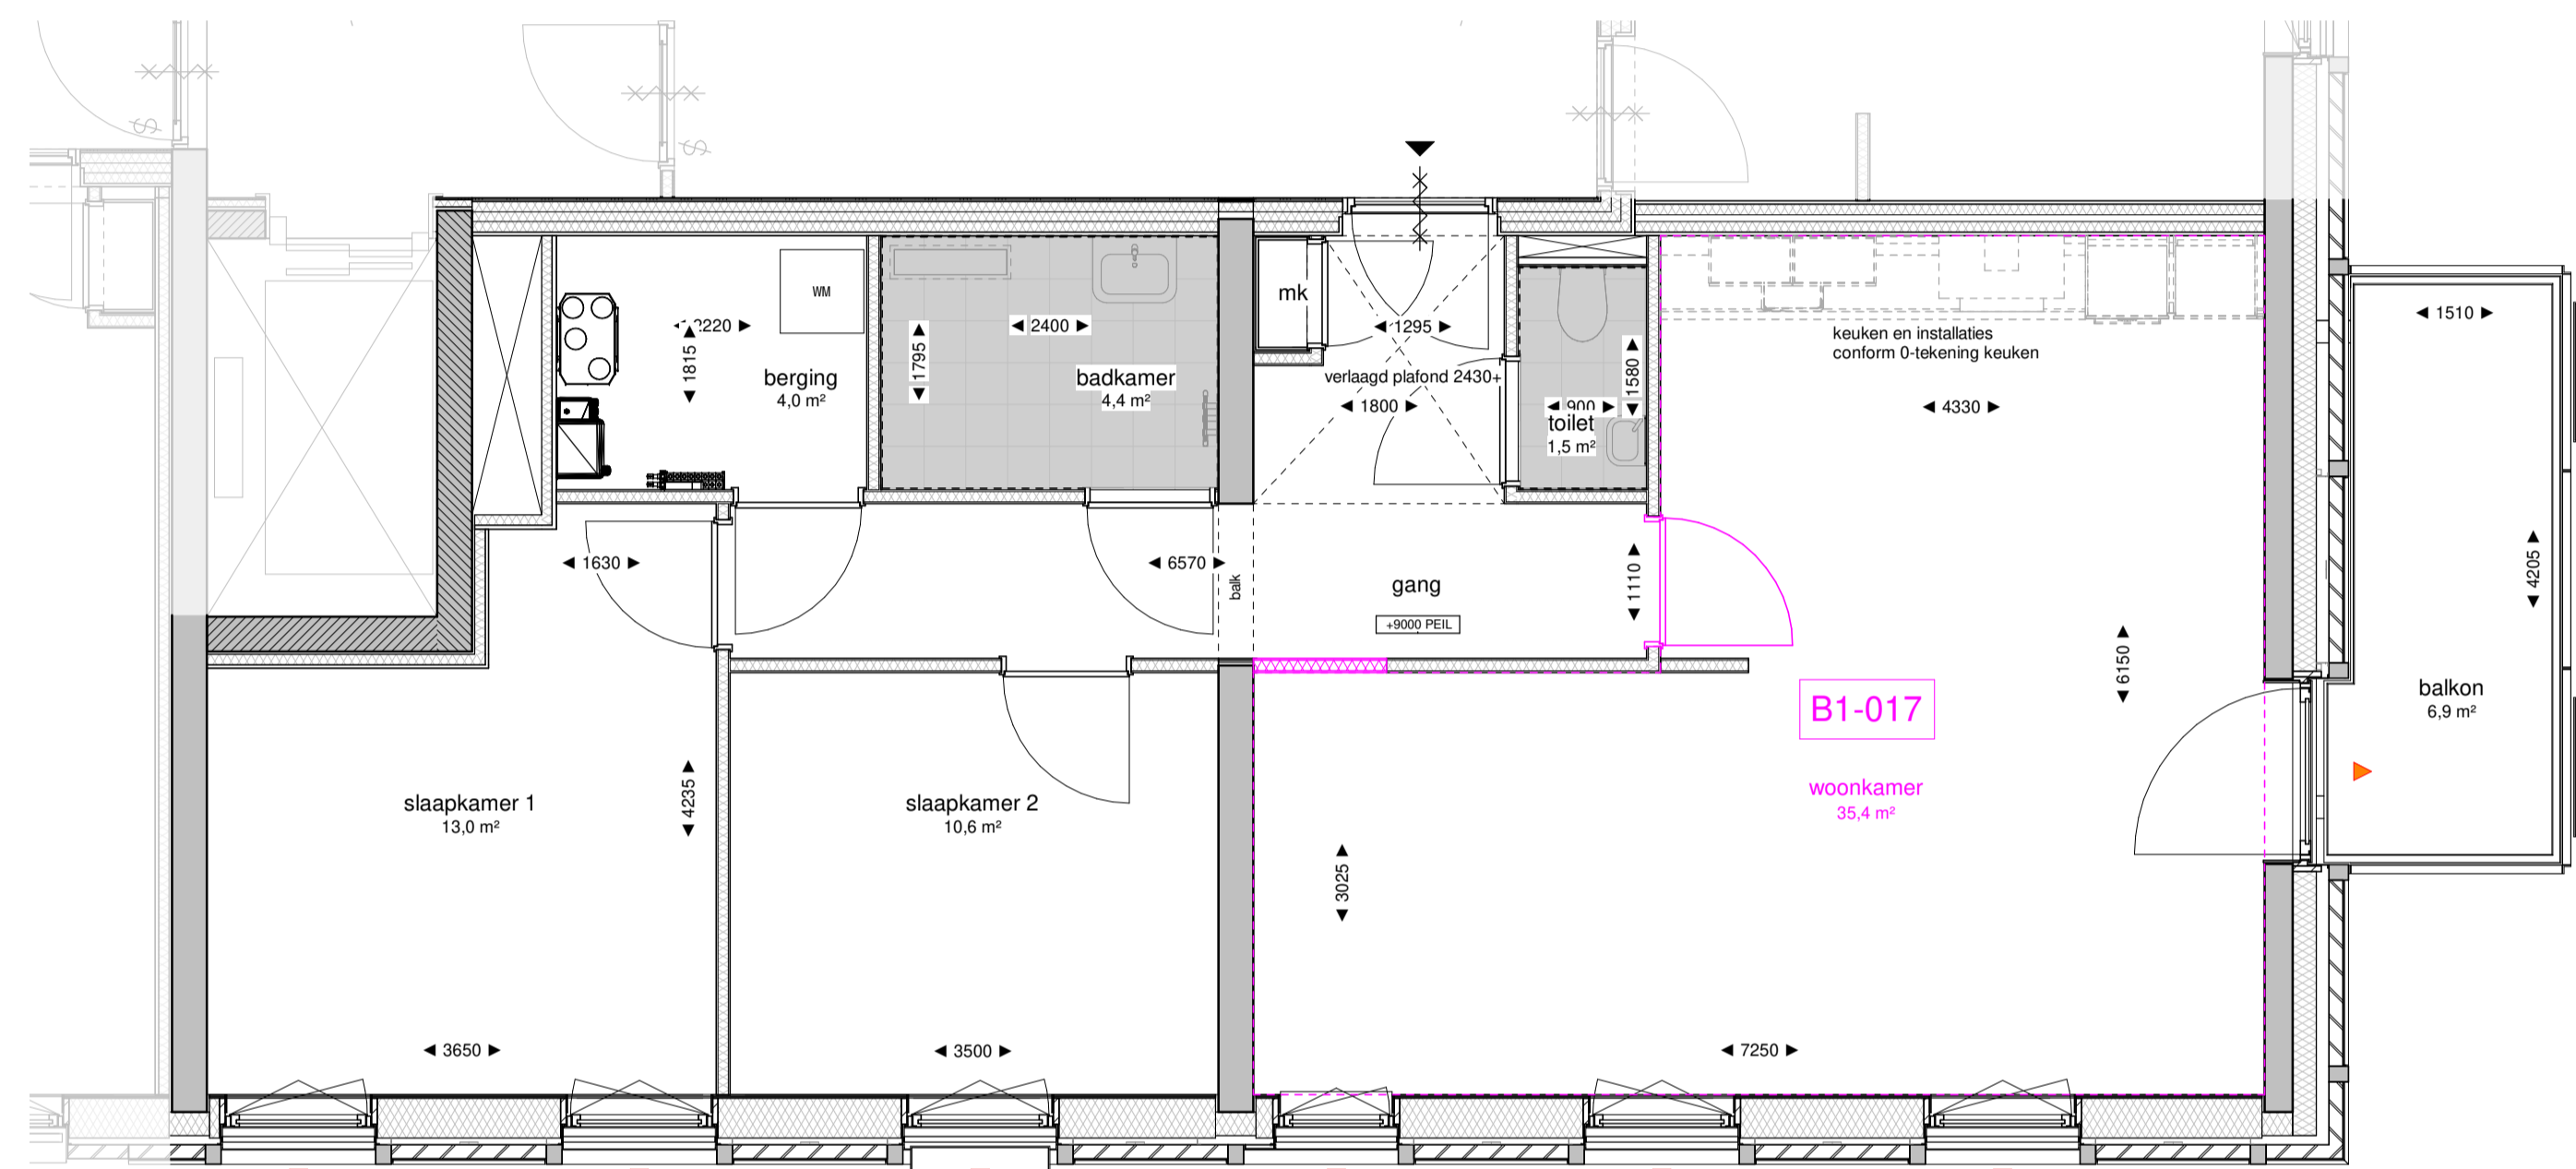 WM
2220
1815
berging
4,0 m²
1795
2400
badkamer
4,4 m²
mk
1295
verlaagd plafond 2430+
1800
900
toilet
1,5 m²
1580
keuken en installaties
conform 0-tekening keuken
4330
1510
1630
6570
balk
gang
+9000 PEIL
1110
6150
4205
B1-017
balkon
6,9 m²
woonkamer
35,4 m²
slaapkamer 1
13,0 m²
4235
slaapkamer 2
10,6 m²
3025
3650
3500
7250